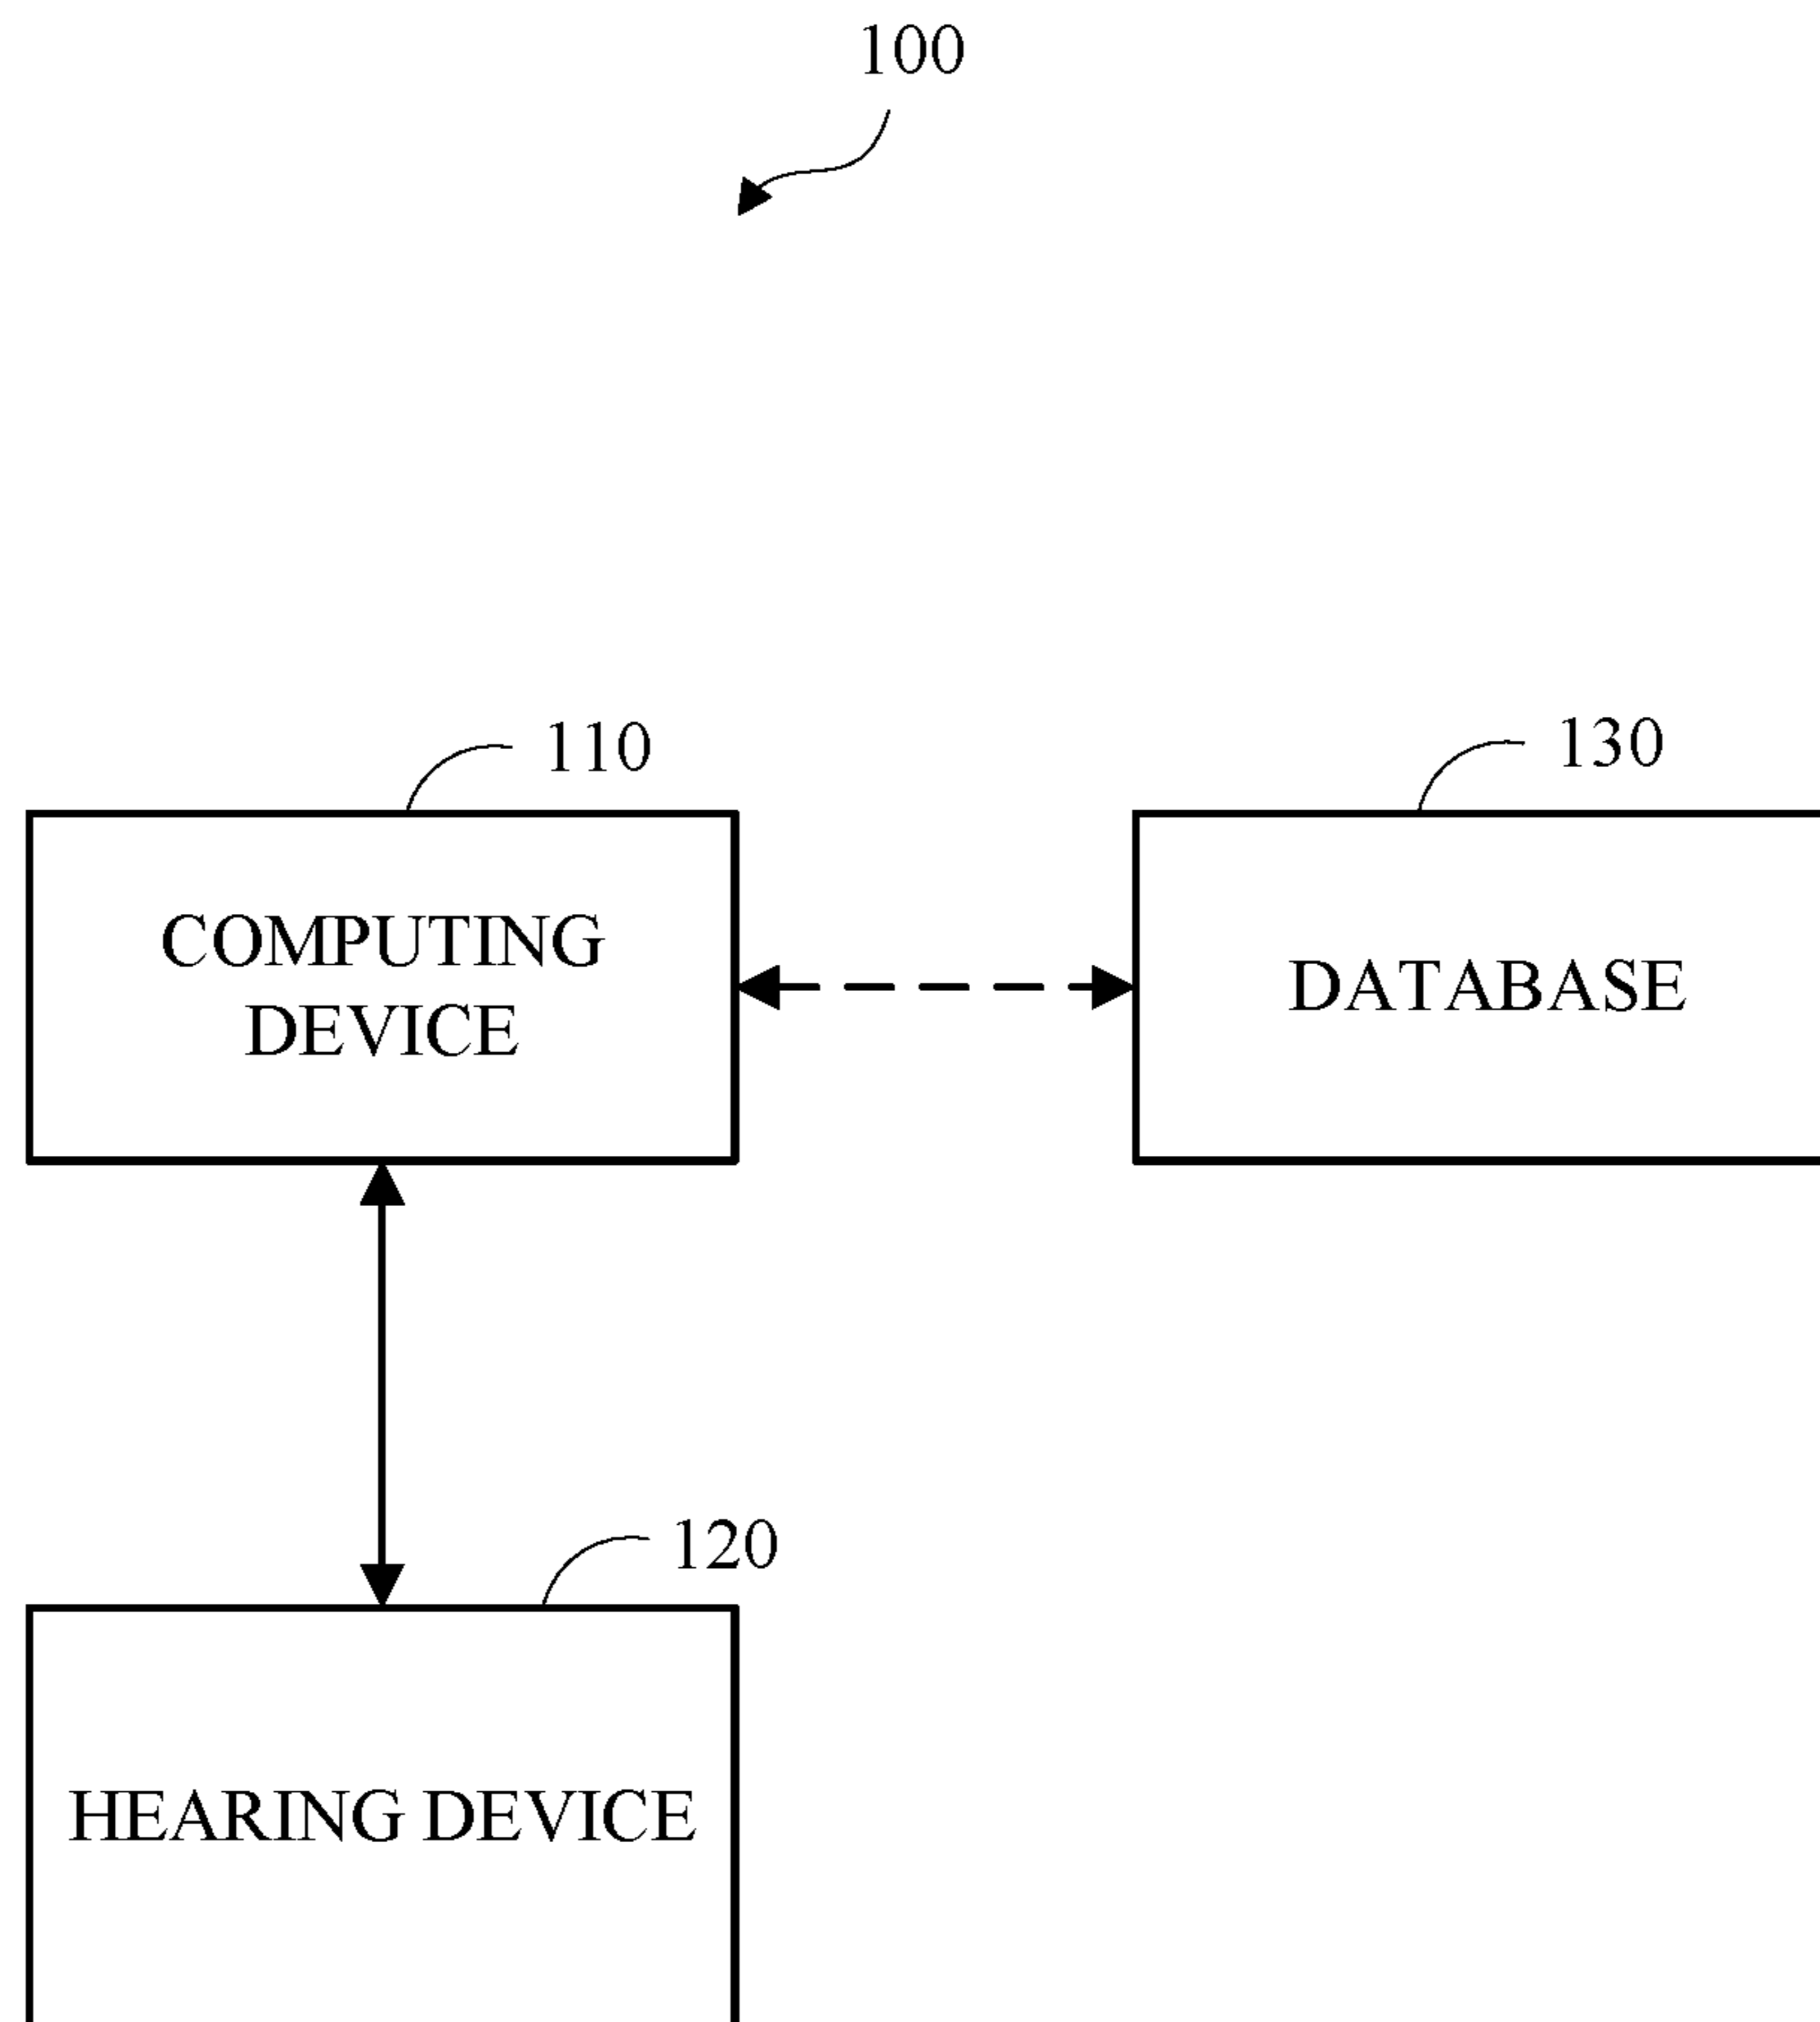 100
110
130
COMPUTING
DEVICE
DATABASE
120
HEARING DEVICE